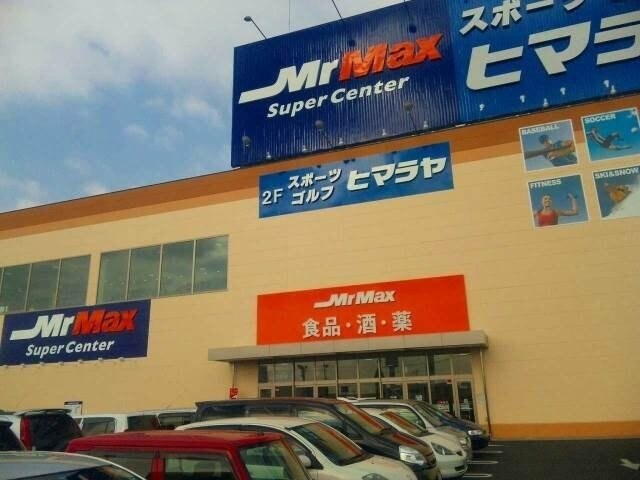 MrMax
Super Center
スポーツ
ヒマラヤ
BASEBALL
SOCCER
FITNESS
SKI&SNOW
2F スポーツ
ゴルフ ヒマラヤ
MrMax
食品・酒・薬
MrMax
Super Center